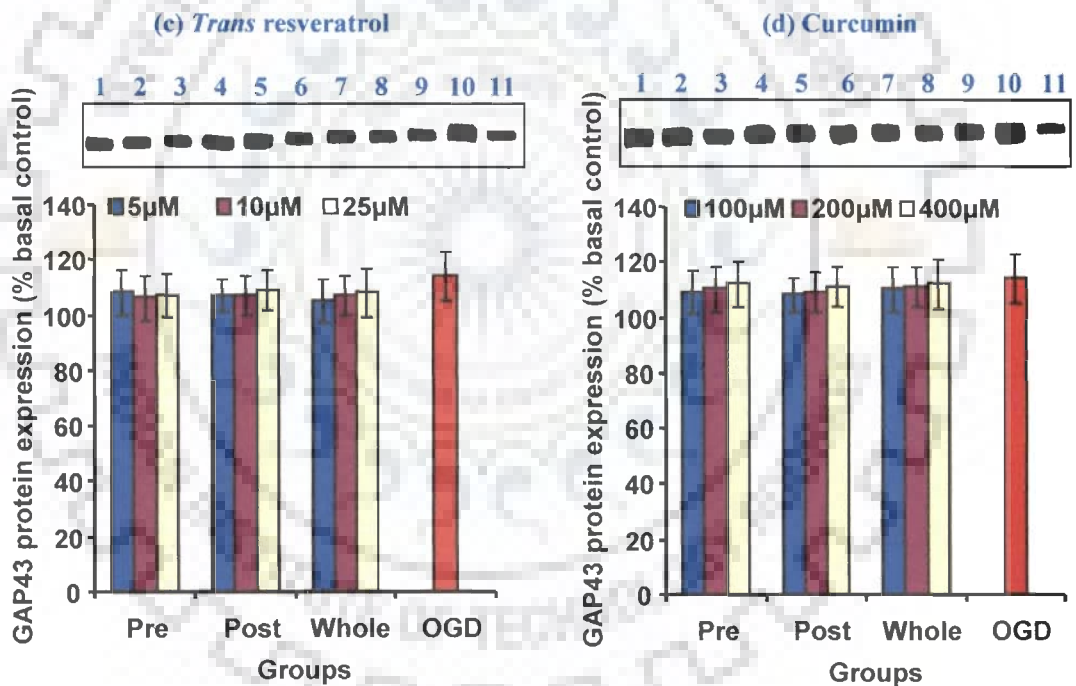 (c) Trans resveratrol
1 2 3 4 5 6 7 8 9 10 11
GAP43 protein expression (% basal control)
5µM 10µM 25µM
140
120
100
80
60
40
20
0
Pre Post Whole OGD
Groups
(d) Curcumin
1 2 3 4 5 6 7 8 9 10 11
GAP43 protein expression (% basal control)
100µM 200µM 400µM
140
120
100
80
60
40
20
0
Pre Post Whole OGD
Groups